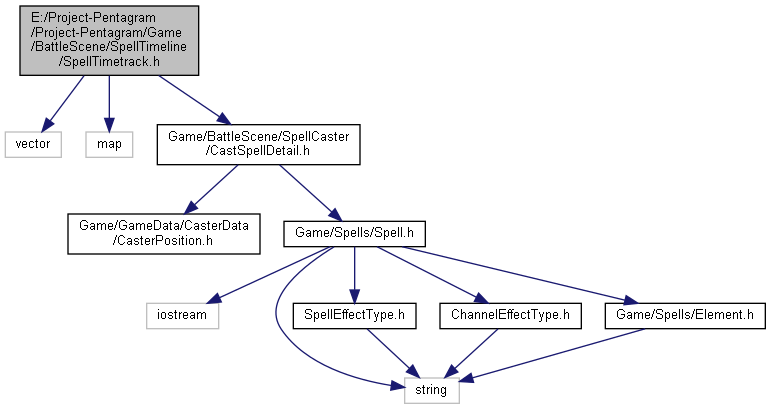 E:/Project-Pentagram
/Project-Pentagram/Game
/BattleScene/SpellTimeline
/SpellTimetrack.h
vector
map
Game/BattleScene/SpellCaster
/CastSpellDetail.h
Game/GameData/CasterData
/CasterPosition.h
Game/Spells/Spell.h
iostream
SpellEffectType.h
ChannelEffectType.h
Game/Spells/Element.h
string